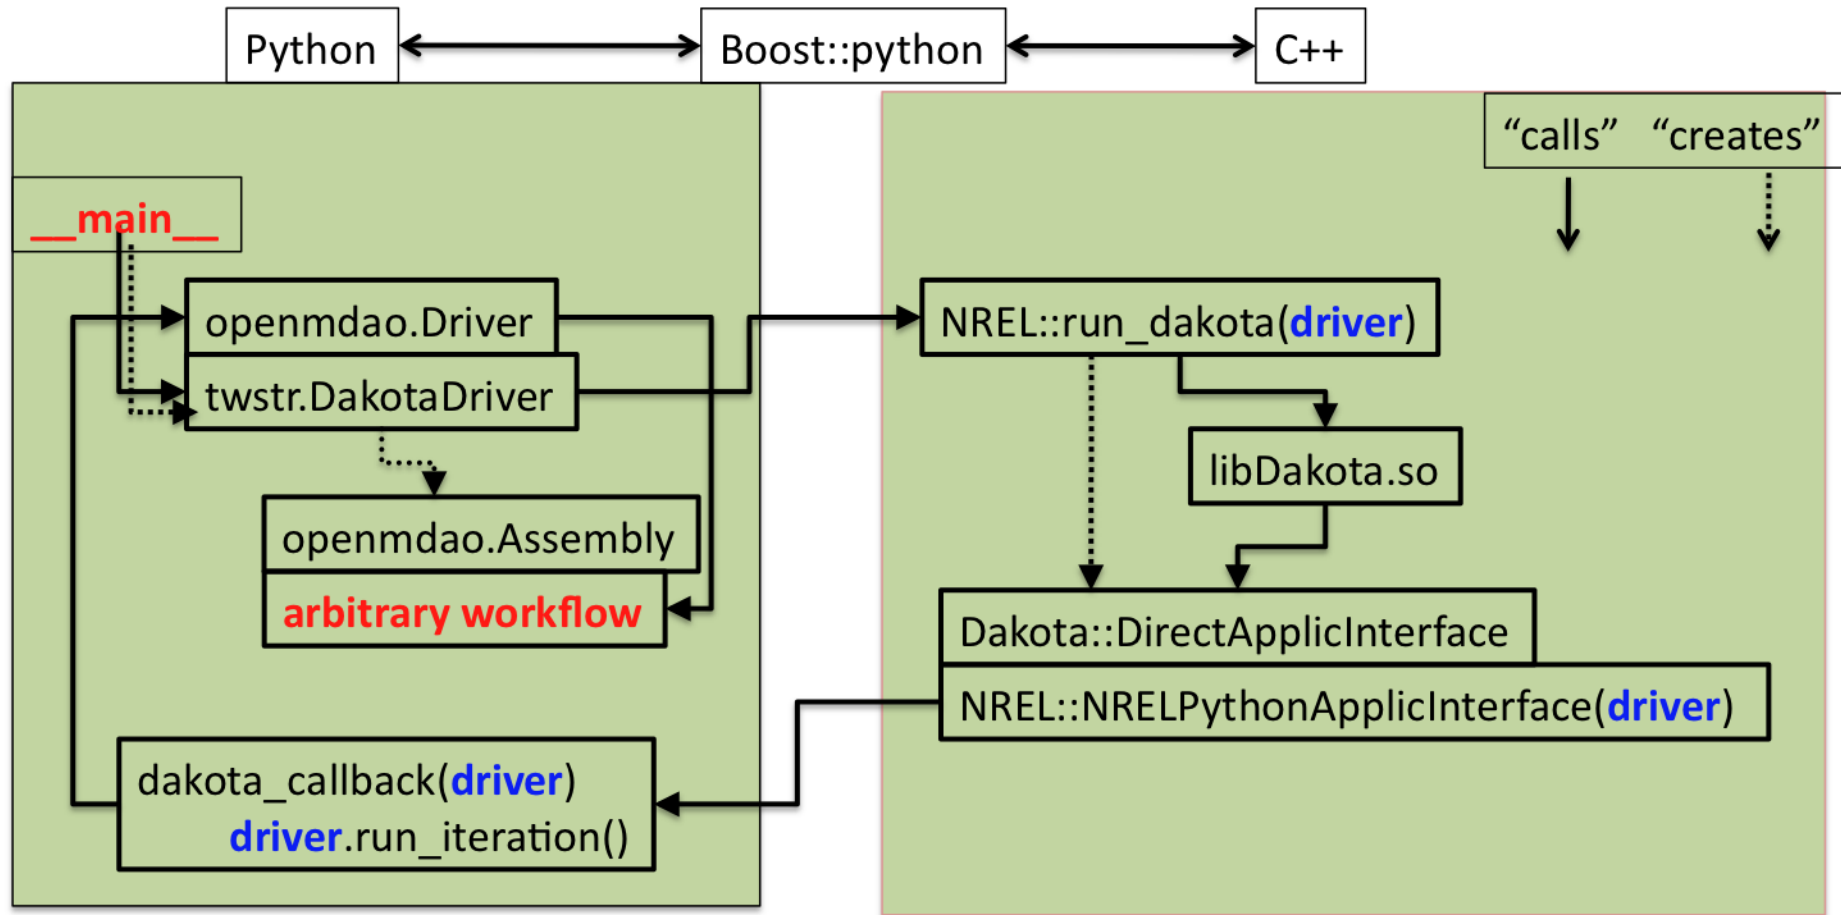 Python
Boost::python
C++
“calls” “creates”
__main__
openmdao.Driver
twstr.DakotaDriver
openmdao.Assembly
arbitrary workflow
dakota_callback(driver)
driver.run_iteration()
NREL::run_dakota(driver)
libDakota.so
Dakota::DirectApplicInterface
NREL::NRELPythonApplicInterface(driver)